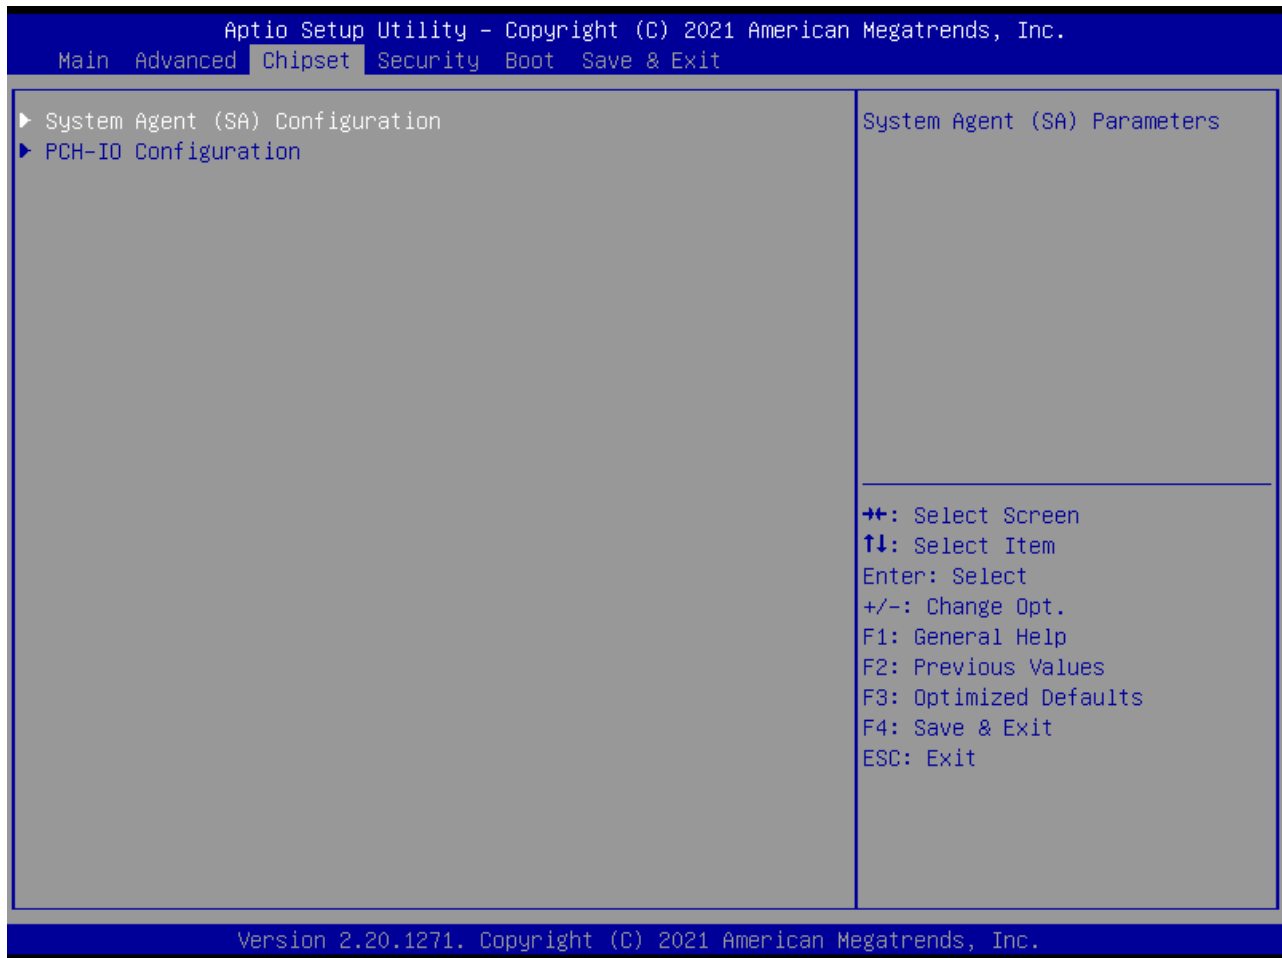 Aptio Setup Utility – Copyright (C) 2021 American Megatrends, Inc.
Main Advanced Chipset Security Boot Save & Exit
▶ System Agent (SA) Configuration
▶ PCH-IO Configuration
System Agent (SA) Parameters
→←: Select Screen
↑↓: Select Item
Enter: Select
+/-: Change Opt.
F1: General Help
F2: Previous Values
F3: Optimized Defaults
F4: Save & Exit
ESC: Exit
Version 2.20.1271. Copyright (C) 2021 American Megatrends, Inc.